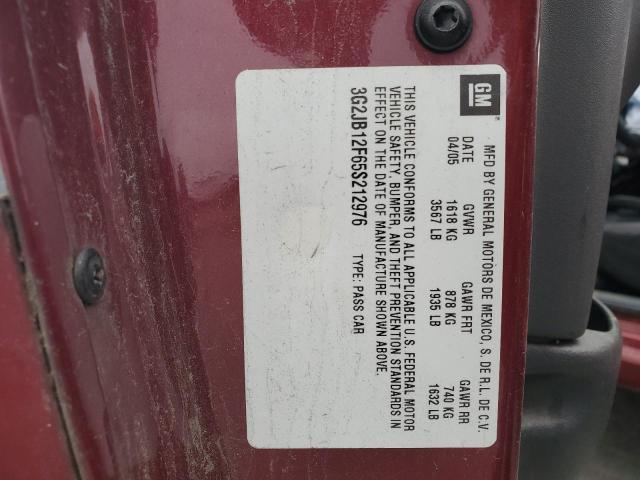 GM
MFD BY GENERAL MOTORS DE MEXICO, S. DE R.L. DE C.V.
DATE GVWR GAWR FRT GAWR RR
04/05 1618 KG 878 KG 740 KG
3567 LB 1935 LB 1632 LB
THIS VEHICLE CONFORMS TO ALL APPLICABLE U.S. FEDERAL MOTOR
VEHICLE SAFETY, BUMPER, AND THEFT PREVENTION STANDARDS IN
EFFECT ON THE DATE OF MANUFACTURE SHOWN ABOVE.
3G2JB12F65S212976 TYPE: PASS CAR